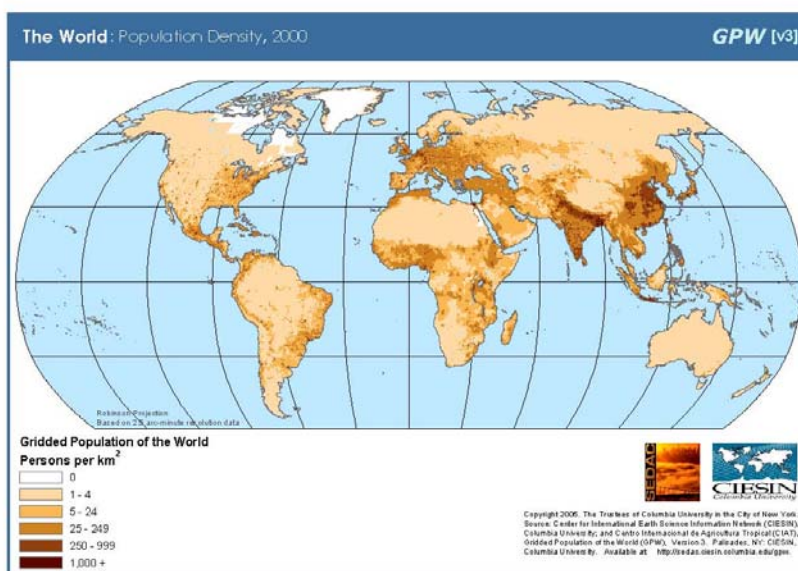 The World: Population Density, 2000
GPW [v3]
Robinson Projection
Based on 2.5 arc-minute resolution data
Gridded Population of the World
Persons per km2
0
1 - 4
5 - 24
25 - 249
250 - 999
1,000 +
SEDAC
CIESIN
Columbia University
Copyright 2005. The Trustees of Columbia University in the City of New York.
Source: Center for International Earth Science Information Network (CIESIN),
Columbia University; and Centro Internacional de Agricultura Tropical (CIAT),
Gridded Population of the World (GPW), Version 3. Palisades, NY: CIESIN,
Columbia University. Available at: http://sedac.ciesin.columbia.edu/gpw.